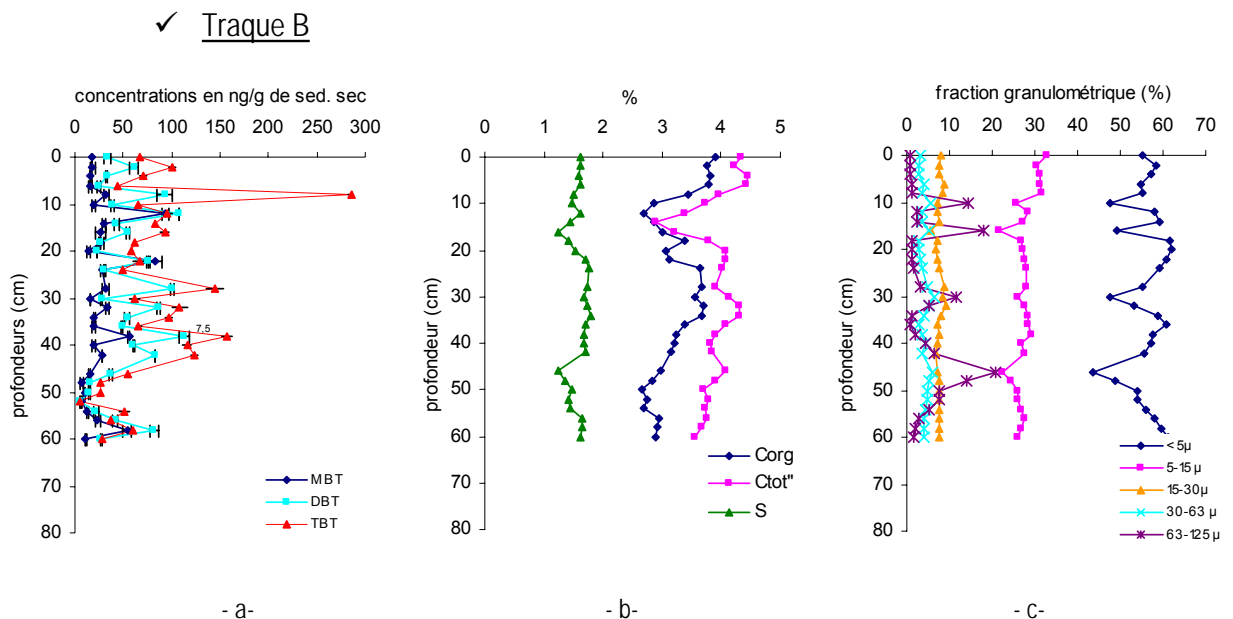 ✓ Traque B
concentrations en ng/g de sed. sec
0 50 100 150 200 250 300
profondeurs (cm)
0
10
20
30
40
50
60
70
80
7,5
MBT
DBT
TBT
- a-
%
0 1 2 3 4 5
profondeur (cm)
0
10
20
30
40
50
60
70
80
Corg
Ctot"
S
- b-
fraction granulométrique (%)
0 10 20 30 40 50 60 70
profondeur (cm)
0
10
20
30
40
50
60
70
80
<5µ
5-15 µ
15-30µ
30-63 µ
63-125 µ
- c-